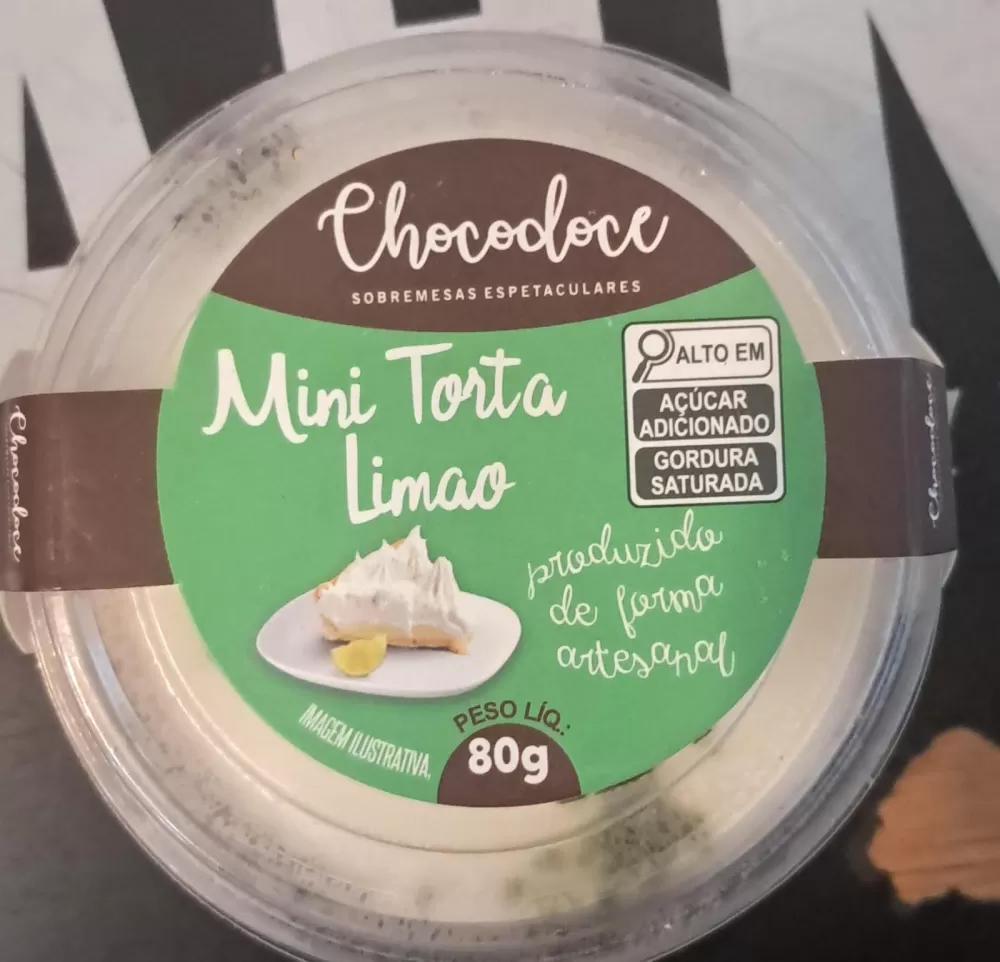 Chocodoce
SOBREMESAS ESPETACULARES
Mini Torta
Limao
ALTO EM
AÇÚCAR
ADICIONADO
GORDURA
SATURADA
produzido
de forma
artesanal
IMAGEM ILUSTRATIVA.
PESO LÍQ.:
80g
Chocodoce
Chocodoce